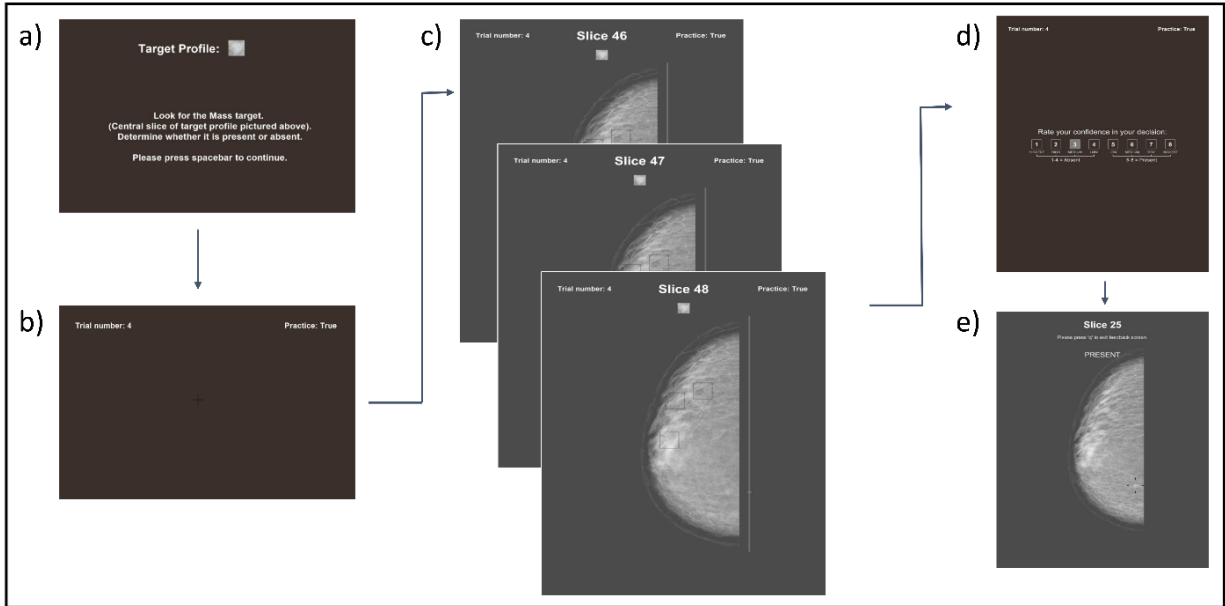 a)
Target Profile:
Look for the Mass target.
(Central slice of target profile pictured above).
Determine whether it is present or absent.
Please press spacebar to continue.
b)
Trial number: 4 Practice: True
c)
Trial number: 4 Slice 46 Practice: True
Trial number: 4 Slice 47 Practice: True
Trial number: 4 Slice 48 Practice: True
d)
Trial number: 4 Practice: True
Rate your confidence in your decision:
1 2 3 4 5 6 7 8
1-4 = Absent 5-8 = Present
e)
Slice 25
Please press 'q' to exit feedback screen
PRESENT